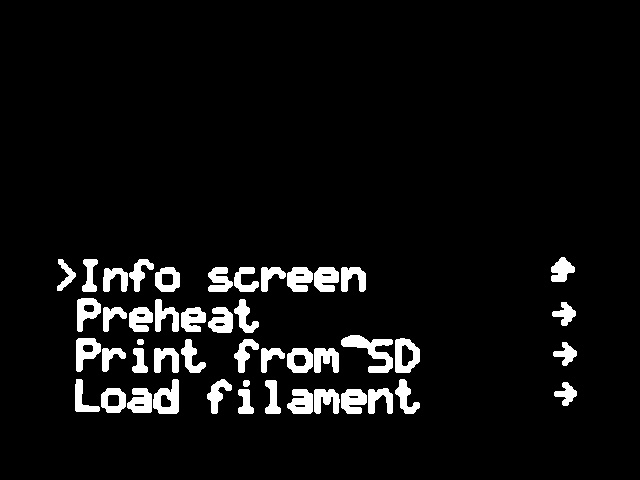 >Info screen
Preheat →
Print from SD →
Load filament →